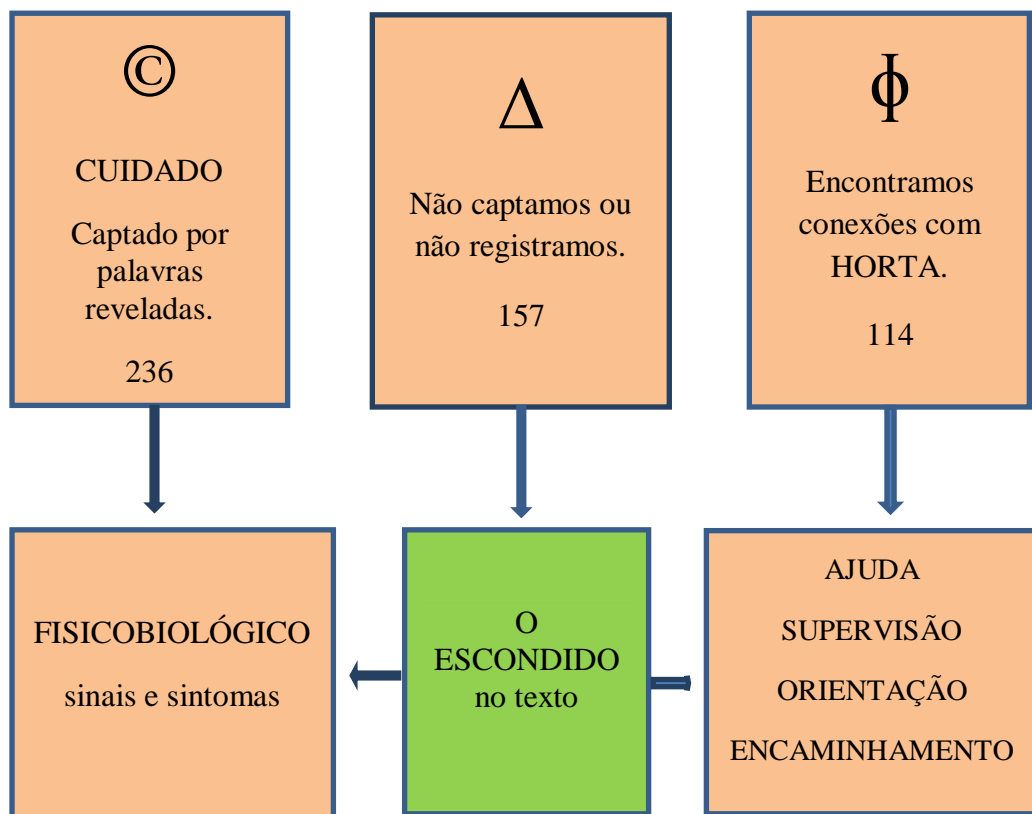 ©
CUIDADO
Captado por
palavras
reveladas.
236
Δ
Não captamos ou
não registramos.
157
ϕ
Encontramos
conexões com
HORTA.
114
FISICOBIOLÓGICO
sinais e sintomas
O
ESCONDIDO
no texto
AJUDA
SUPERVISÃO
ORIENTAÇÃO
ENCAMINHAMENTO